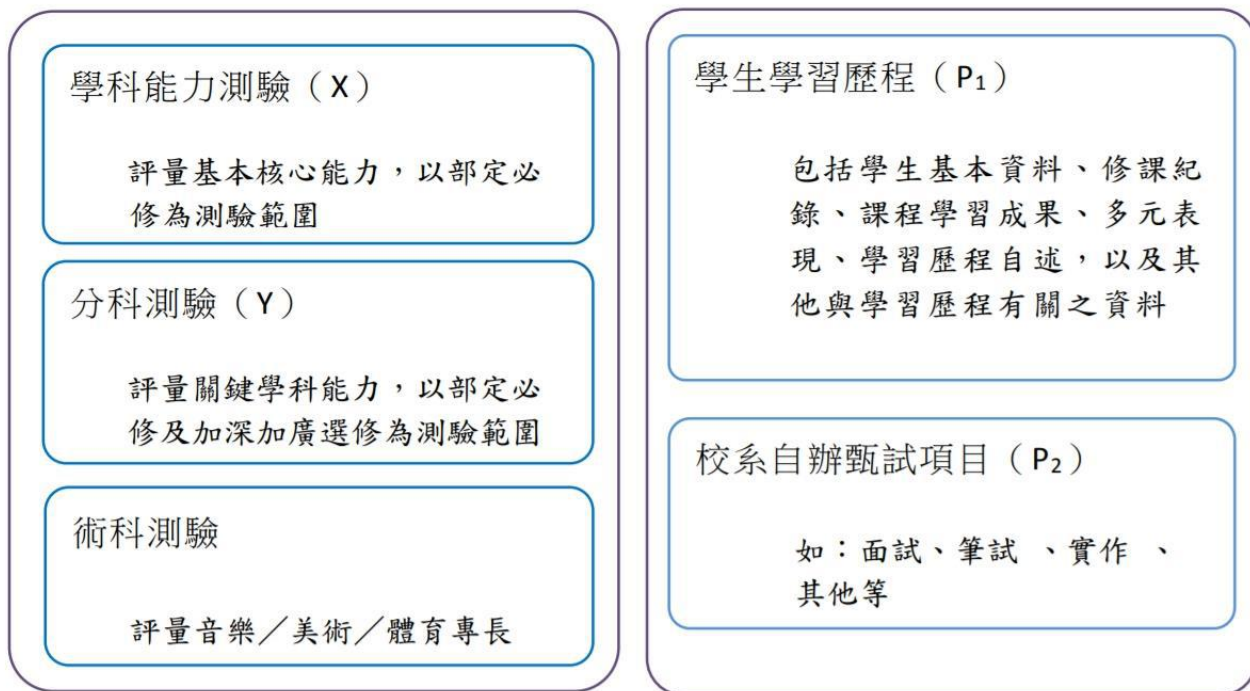 學科能力測驗（X）
評量基本核心能力，以部定必
修為測驗範圍
分科測驗（Y）
評量關鍵學科能力，以部定必
修及加深加廣選修為測驗範圍
術科測驗
評量音樂／美術／體育專長
學生學習歷程（P₁）
包括學生基本資料、修課紀
錄、課程學習成果、多元表
現、學習歷程自述，以及其
他與學習歷程有關之資料
校系自辦甄試項目（P₂）
如：面試、筆試 、實作 、
其他等